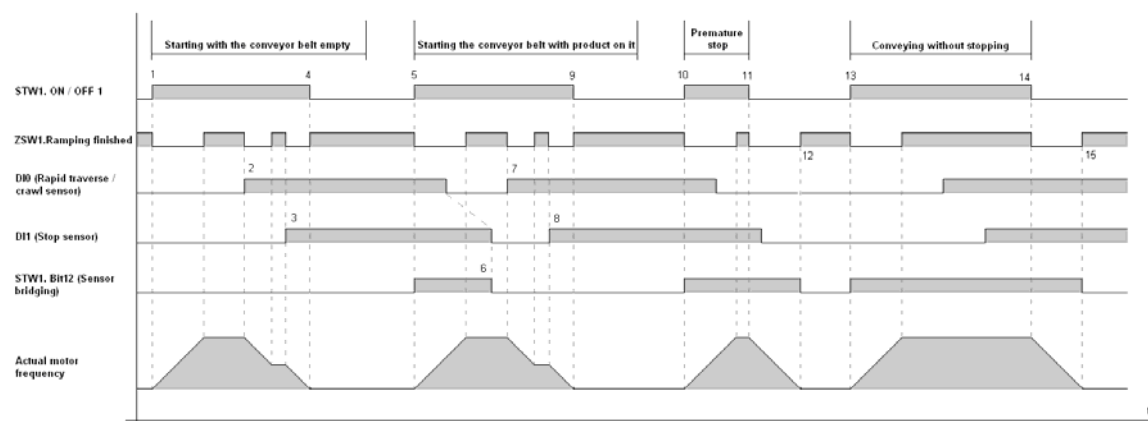 Starting with the conveyor belt empty
Starting the conveyor belt with product on it
Premature
stop
Conveying without stopping
1
4
5
9
10
11
13
14
STW1. ON / OFF 1
ZSW1.Ramping finished
12
15
DI0 (Rapid traverse /
crawl sensor)
2
7
DI1 (Stop sensor)
3
8
STW1. Bit12 (Sensor
bridging)
6
Actual motor
frequency
t